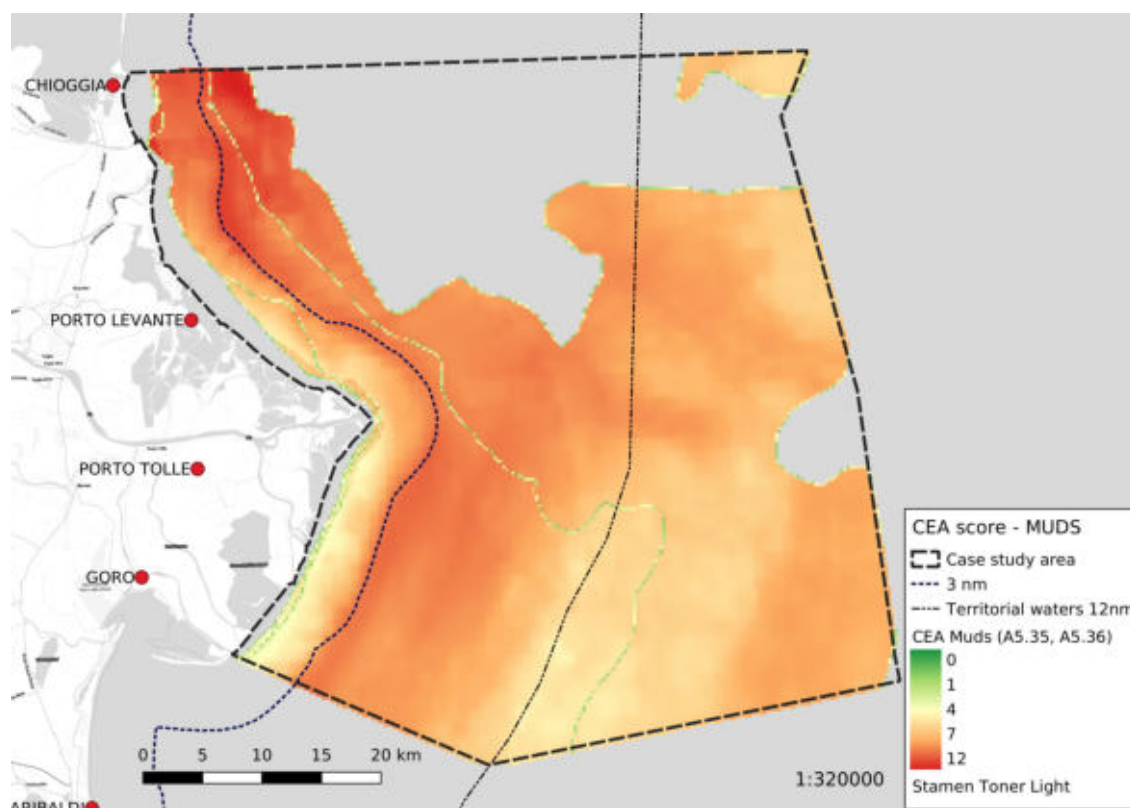 CHIOGGIA
PORTO LEVANTE
PORTO TOLLE
GORO
0 5 10 15 20 km
1:320000
CEA score - MUDS
Case study area
3 nm
Territorial waters 12nm
CEA Muds (A5.35, A5.36)
0
1
4
7
12
Stamen Toner Light